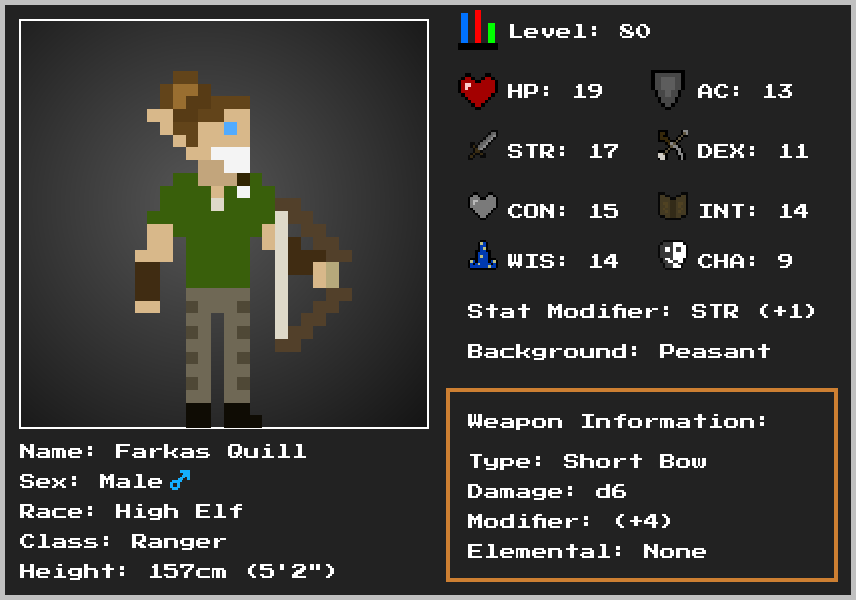 Level: 80
HP: 19
AC: 13
STR: 17
DEX: 11
CON: 15
INT: 14
WIS: 14
CHA: 9
Stat Modifier: STR (+1)
Background: Peasant
Weapon Information:
Type: Short Bow
Damage: d6
Modifier: (+4)
Elemental: None
Name: Farkas Quill
Sex: Male♂
Race: High Elf
Class: Ranger
Height: 157cm (5'2")